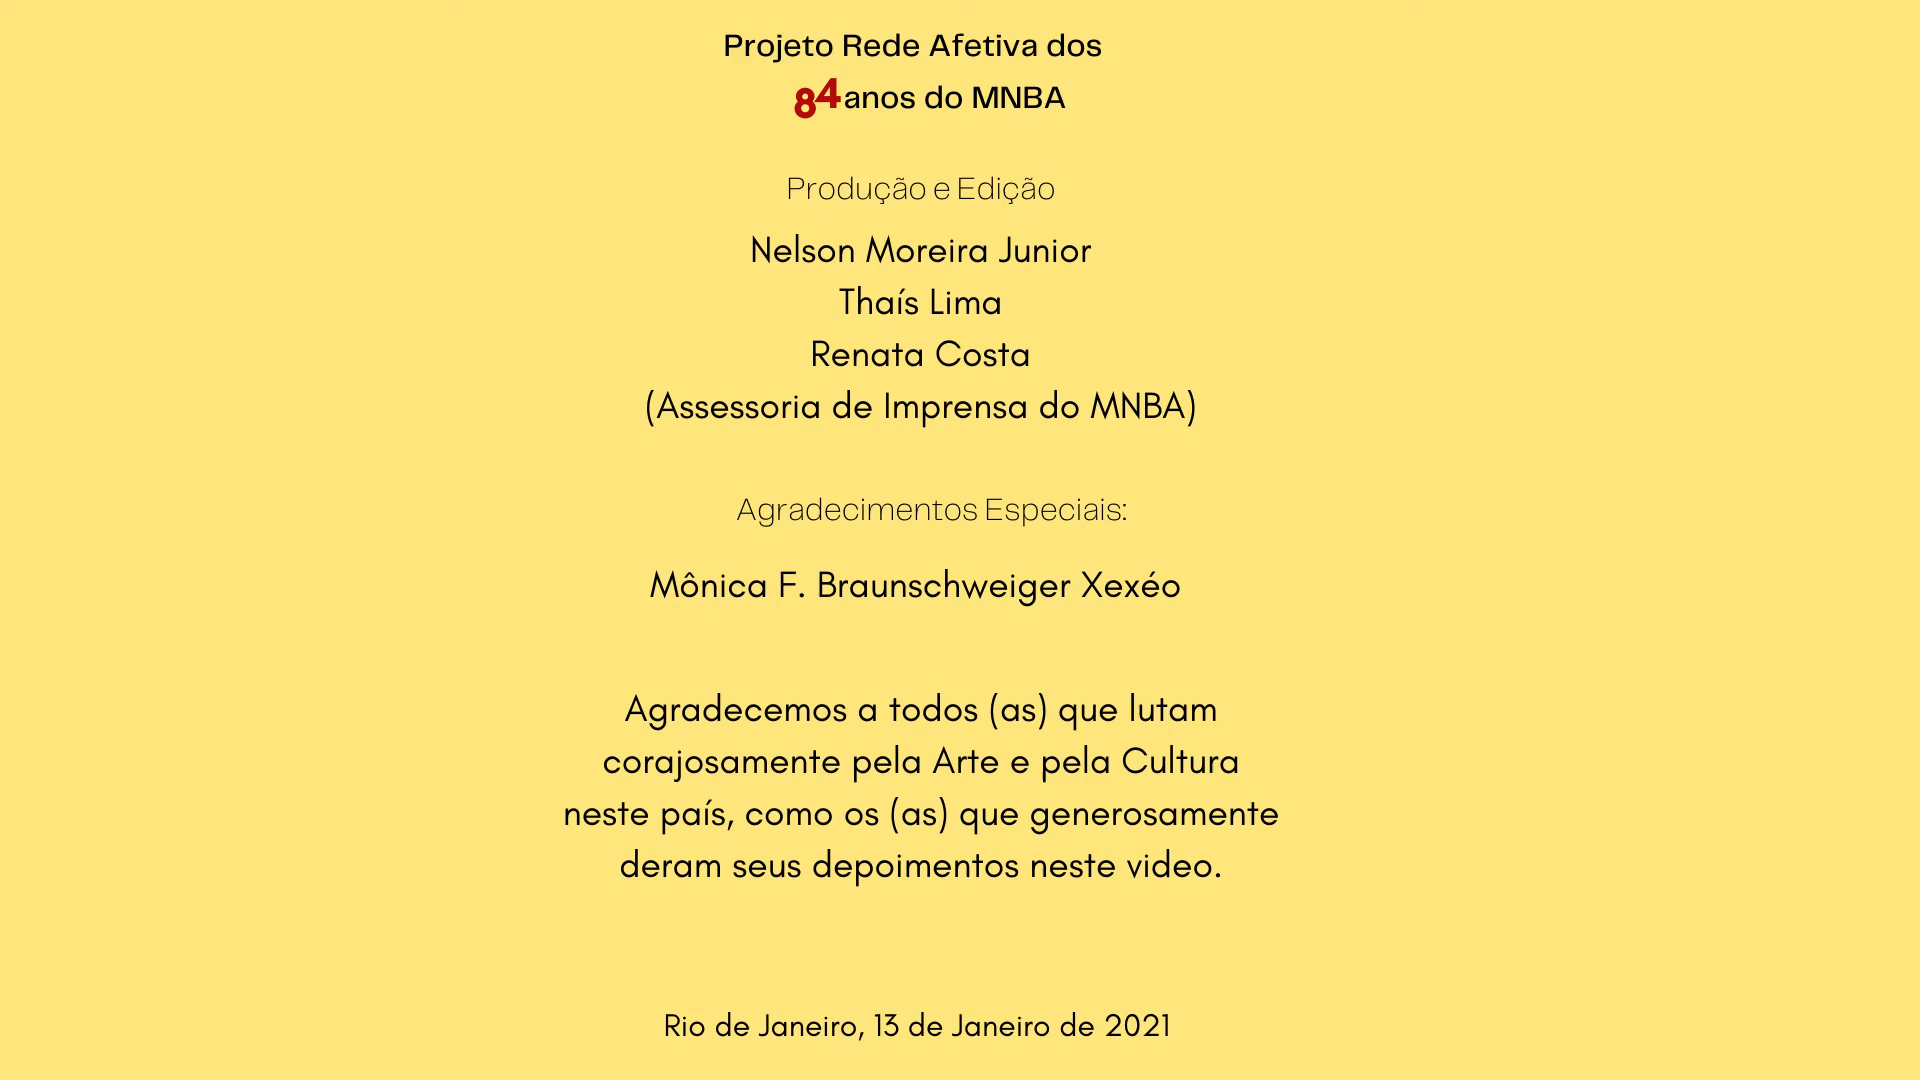 Projeto Rede Afetiva dos
84 anos do MNBA
Produção e Edição
Nelson Moreira Junior
Thaís Lima
Renata Costa
(Assessoria de Imprensa do MNBA)
Agradecimentos Especiais:
Mônica F. Braunschweiger Xexéo
Agradecemos a todos (as) que lutam
corajosamente pela Arte e pela Cultura
neste país, como os (as) que generosamente
deram seus depoimentos neste video.
Rio de Janeiro, 13 de Janeiro de 2021